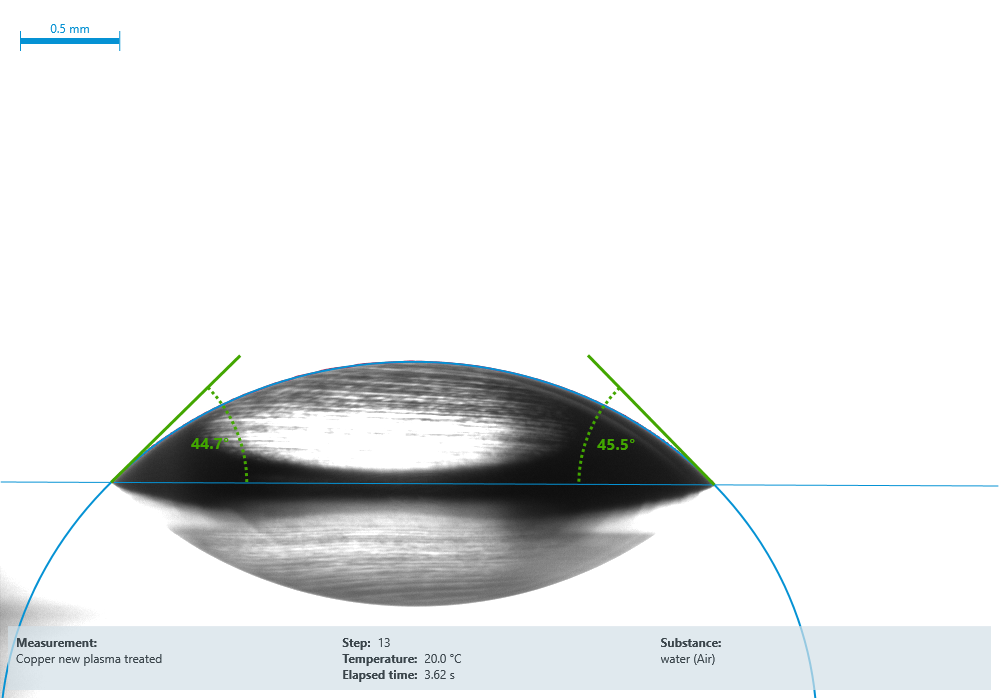 0.5 mm
44.7°
45.5°
Measurement:
Copper new plasma treated
Step: 13
Temperature: 20.0 °C
Elapsed time: 3.62 s
Substance:
water (Air)